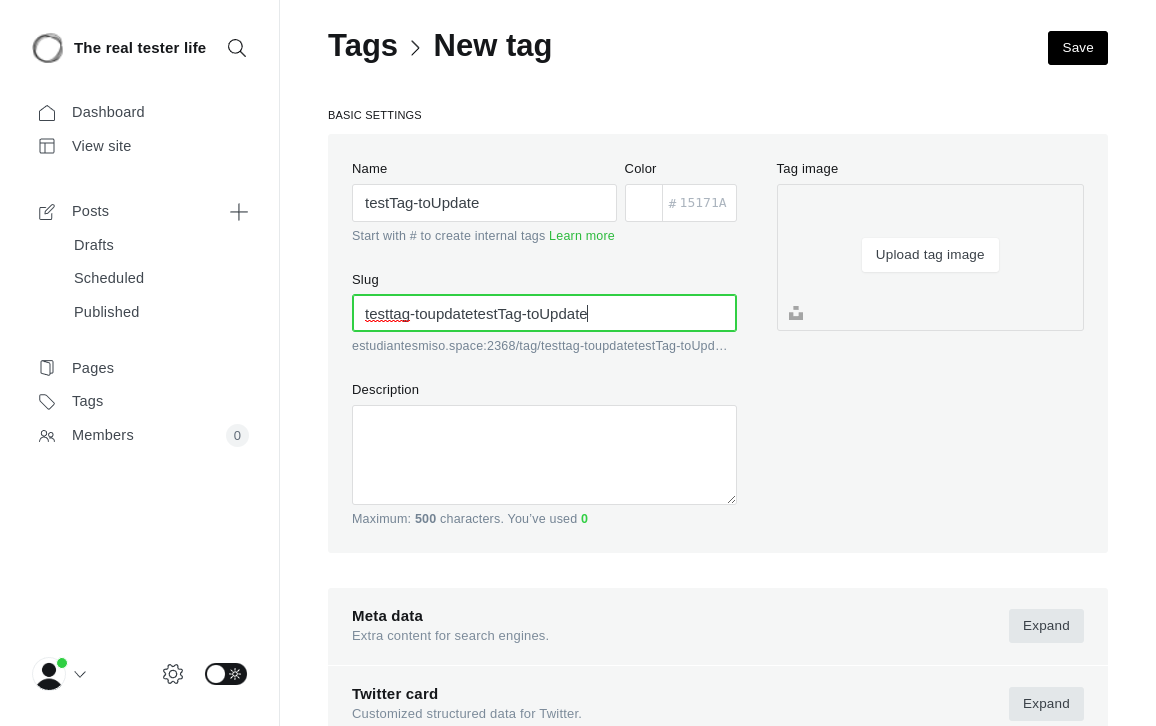 The real tester life
Dashboard
View site
Posts
Drafts
Scheduled
Published
Pages
Tags
Members 0
Tags > New tag
Save
BASIC SETTINGS
Name
testTag-toUpdate
Start with # to create internal tags Learn more
Color
# 15171A
Slug
testtag-toupdatetestTag-toUpdate
estudiantesmiso.space:2368/tag/testtag-toupdatetestTag-toUpd…
Description
Maximum: 500 characters. You’ve used 0
Tag image
Upload tag image
Meta data
Extra content for search engines.
Expand
Twitter card
Customized structured data for Twitter.
Expand